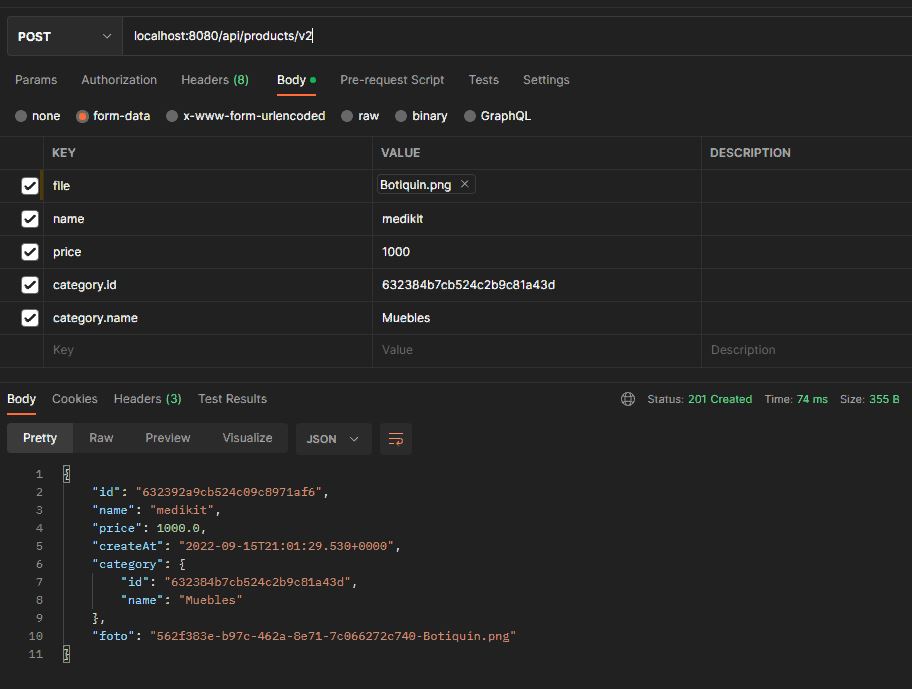 POST localhost:8080/api/products/v2
Params Authorization Headers (8) Body Pre-request Script Tests Settings
none form-data x-www-form-urlencoded raw binary GraphQL
KEY VALUE DESCRIPTION
file Botiquin.png ×
name medikit
price 1000
category.id 632384b7cb524c2b9c81a43d
category.name Muebles
Key Value Description
Body Cookies Headers (3) Test Results Status: 201 Created Time: 74 ms Size: 355 B
Pretty Raw Preview Visualize JSON
1 {
2 "id": "632392a9cb524c09c8971af6",
3 "name": "medikit",
4 "price": 1000.0,
5 "createAt": "2022-09-15T21:01:29.530+0000",
6 "category": {
7 "id": "632384b7cb524c2b9c81a43d",
8 "name": "Muebles"
9 },
10 "foto": "562f383e-b97c-462a-8e71-7c066272c740-Botiquin.png"
11 }